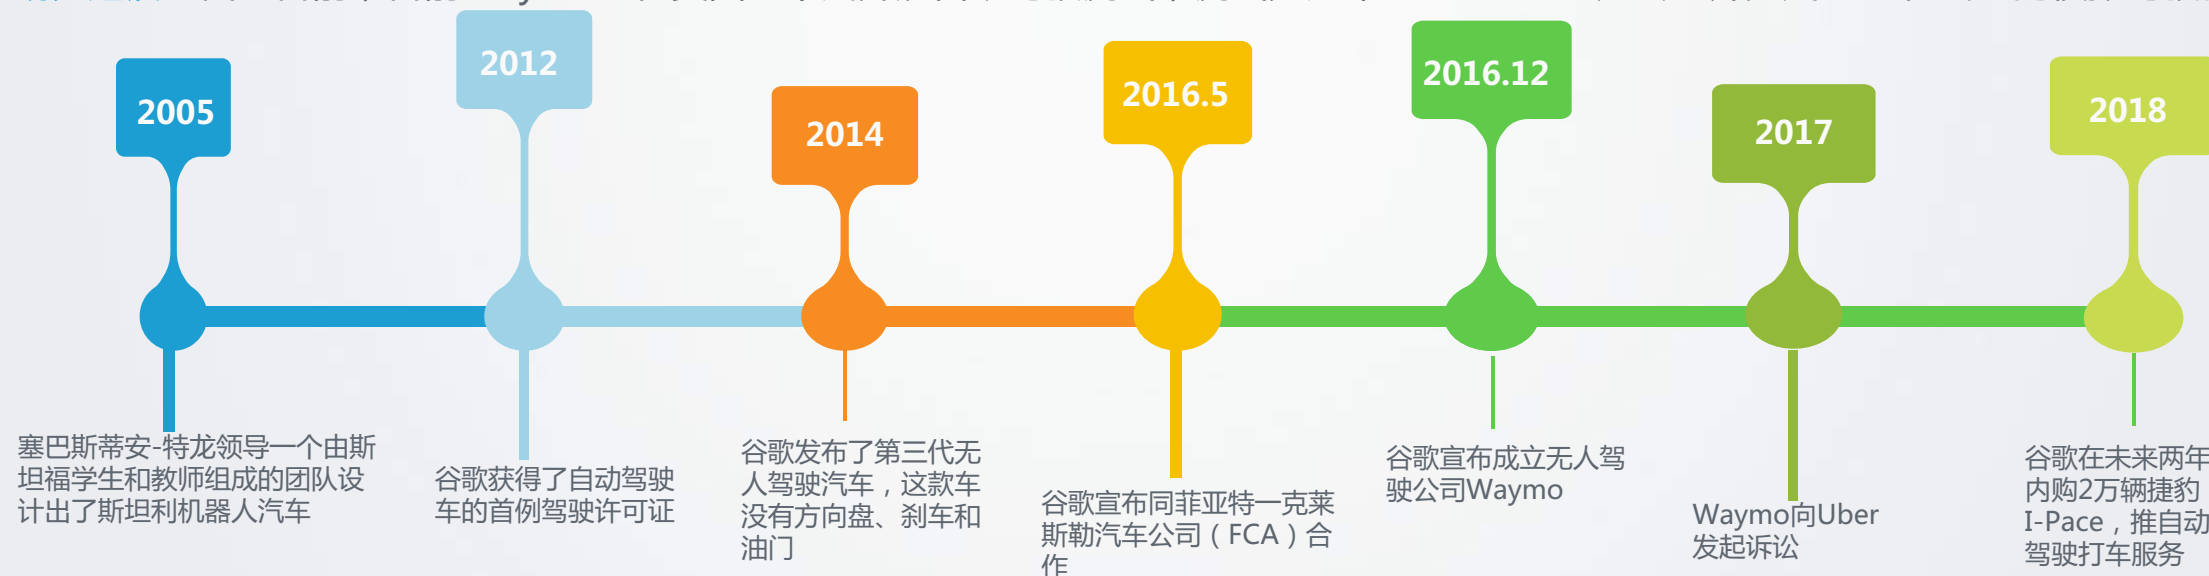 2005
2012
2014
2016.5
2016.12
2017
2018
塞巴斯蒂安-特龙领导一个由斯
坦福学生和教师组成的团队设
计出了斯坦利机器人汽车
谷歌获得了自动驾驶
车的首例驾驶许可证
谷歌发布了第三代无
人驾驶汽车，这款车
没有方向盘、刹车和
油门
谷歌宣布同菲亚特一克莱
斯勒汽车公司（FCA）合
作
谷歌宣布成立无人驾
驶公司Waymo
Waymo向Uber
发起诉讼
谷歌在未来两年
内购2万辆捷豹
I-Pace，推自动
驾驶打车服务